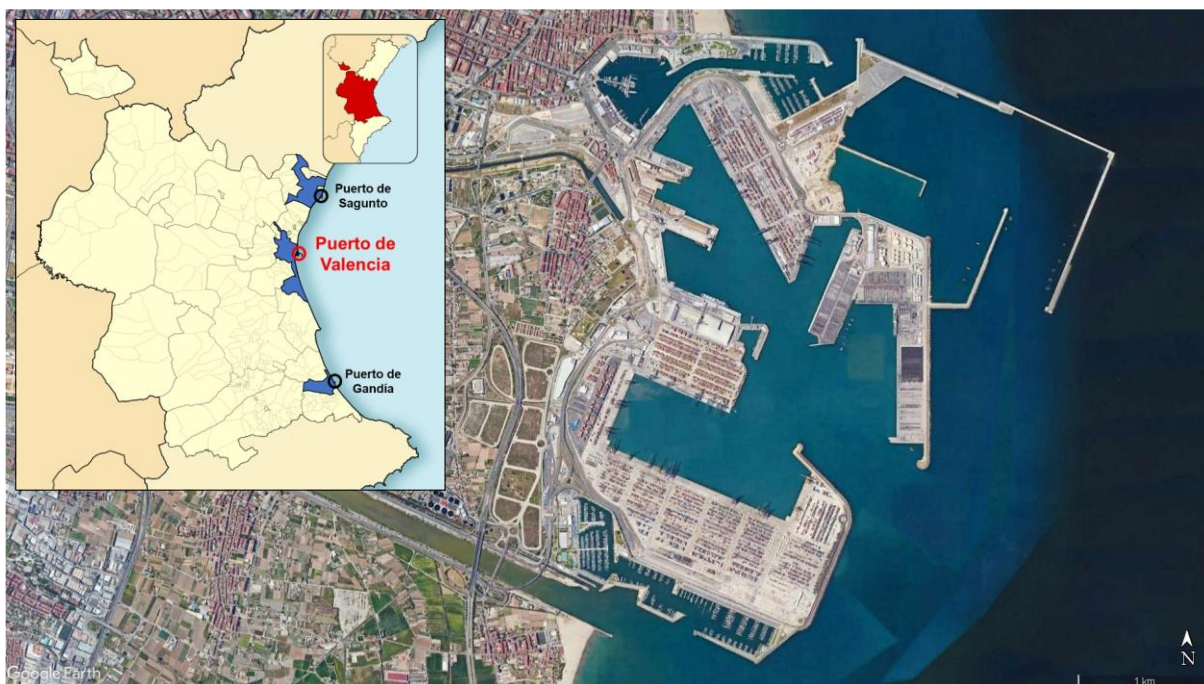 Puerto de
Sagunto
Puerto de
Valencia
Puerto de
Gandía
Google Earth
N
1 km